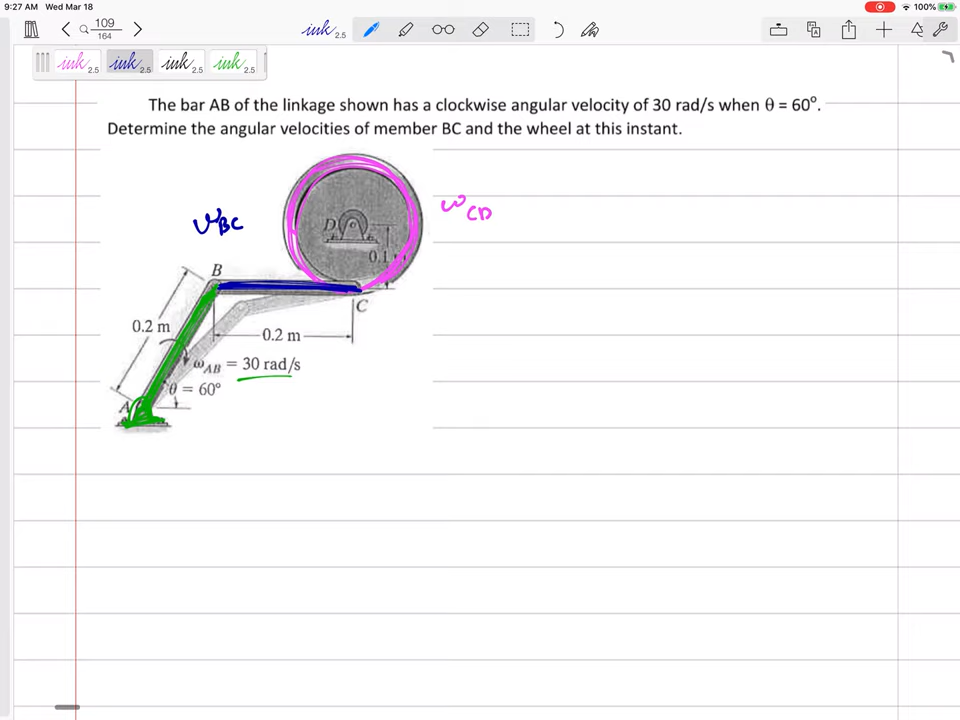 9:27 AM Wed Mar 18
100%
109
164
ink 2.5
ink 2.5
ink 2.5
ink 2.5
ink 2.5
The bar AB of the linkage shown has a clockwise angular velocity of 30 rad/s when θ = 60°.
Determine the angular velocities of member BC and the wheel at this instant.
ωBC
ωCD
D
0.1
B
C
0.2 m
0.2 m
ωAB = 30 rad/s
θ = 60°
A